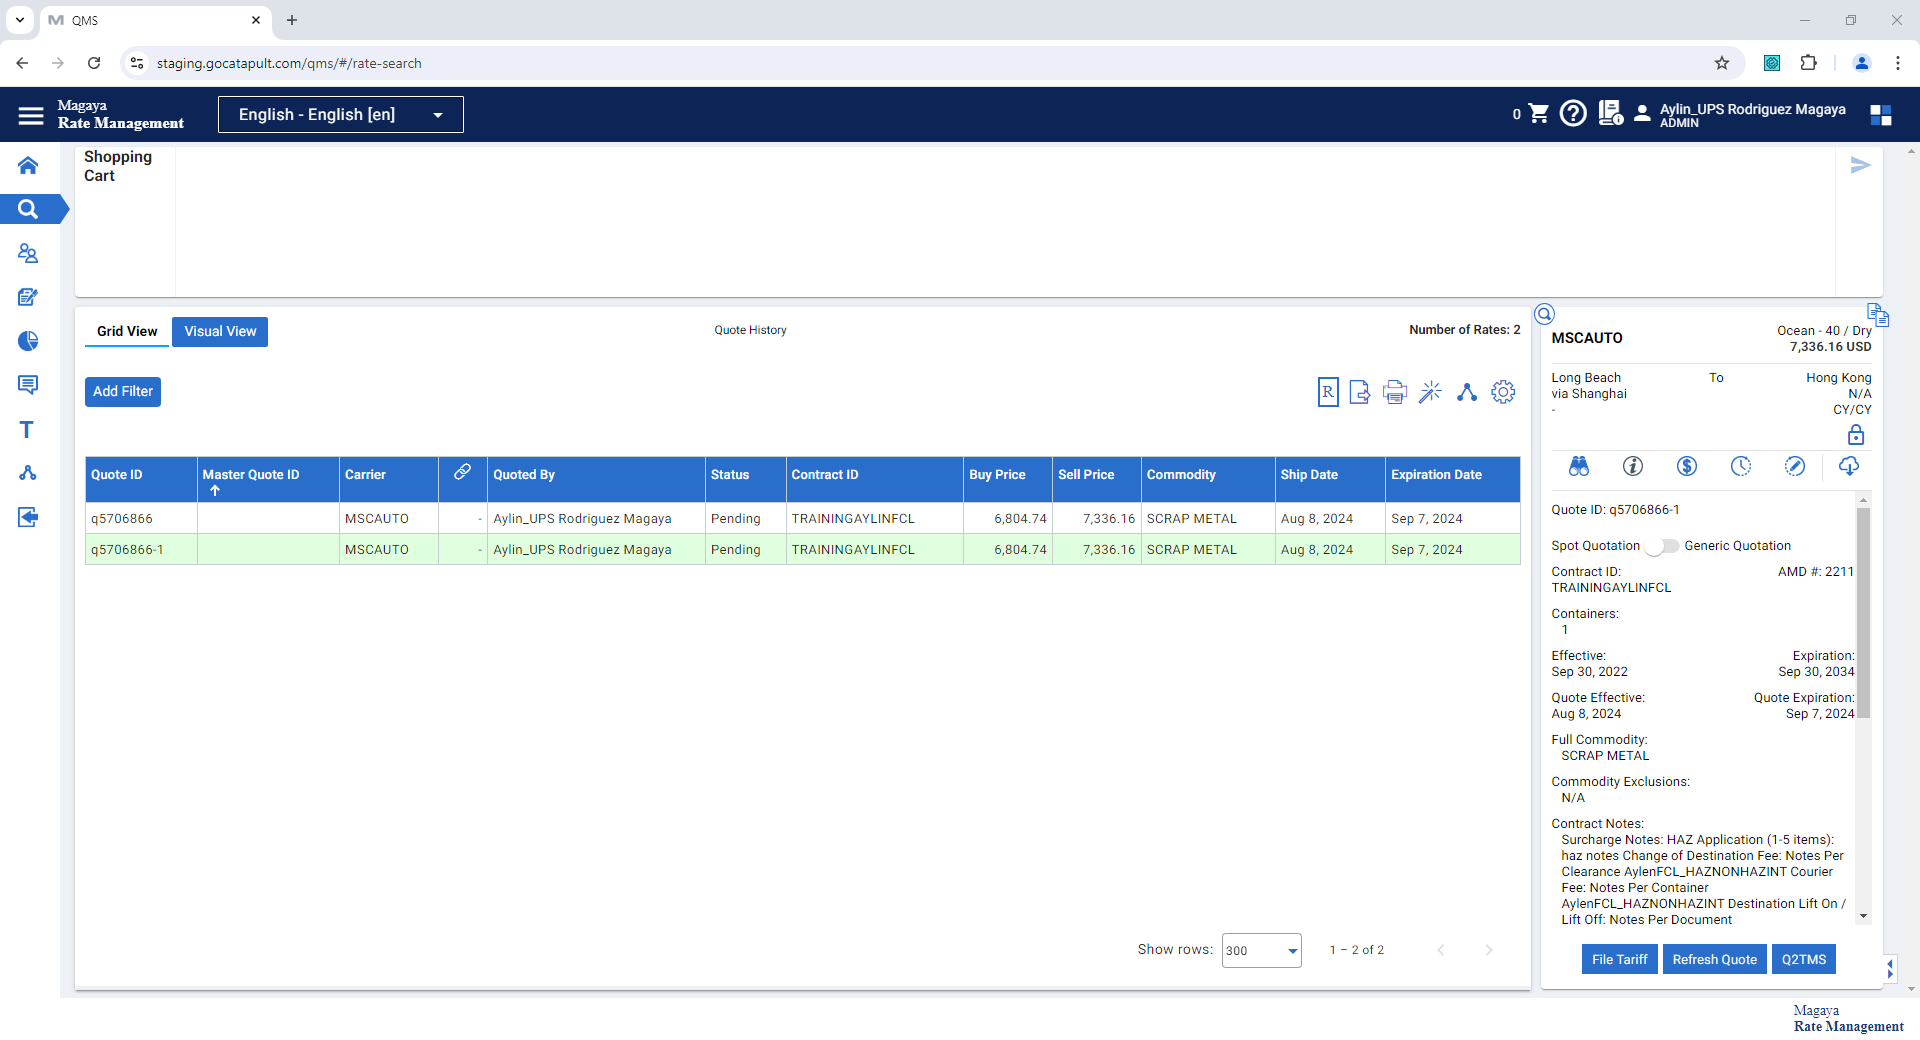 QMS
staging.gocatapult.com/qms/#/rate-search
Magaya
Rate Management
English - English [en]
0
Aylin_UPS Rodriguez Magaya
ADMIN
Shopping
Cart
Grid View
Visual View
Quote History
Number of Rates: 2
Add Filter
R
Quote ID Master Quote ID Carrier Quoted By Status Contract ID Buy Price Sell Price Commodity Ship Date Expiration Date
q5706866 MSCAUTO - Aylin_UPS Rodriguez Magaya Pending TRAININGAYLINFCL 6,804.74 7,336.16 SCRAP METAL Aug 8, 2024 Sep 7, 2024
q5706866-1 MSCAUTO - Aylin_UPS Rodriguez Magaya Pending TRAININGAYLINFCL 6,804.74 7,336.16 SCRAP METAL Aug 8, 2024 Sep 7, 2024
Show rows: 300 1 – 2 of 2
MSCAUTO
Ocean - 40 / Dry
7,336.16 USD
Long Beach To Hong Kong
via Shanghai N/A
- CY/CY
Quote ID: q5706866-1
Spot Quotation Generic Quotation
Contract ID: AMD #: 2211
TRAININGAYLINFCL
Containers:
1
Effective: Expiration:
Sep 30, 2022 Sep 30, 2034
Quote Effective: Quote Expiration:
Aug 8, 2024 Sep 7, 2024
Full Commodity:
SCRAP METAL
Commodity Exclusions:
N/A
Contract Notes:
Surcharge Notes: HAZ Application (1-5 items):
haz notes Change of Destination Fee: Notes Per
Clearance AylenFCL_HAZNONHAZINT Courier
Fee: Notes Per Container
AylenFCL_HAZNONHAZINT Destination Lift On /
Lift Off: Notes Per Document
File Tariff
Refresh Quote
Q2TMS
Magaya
Rate Management